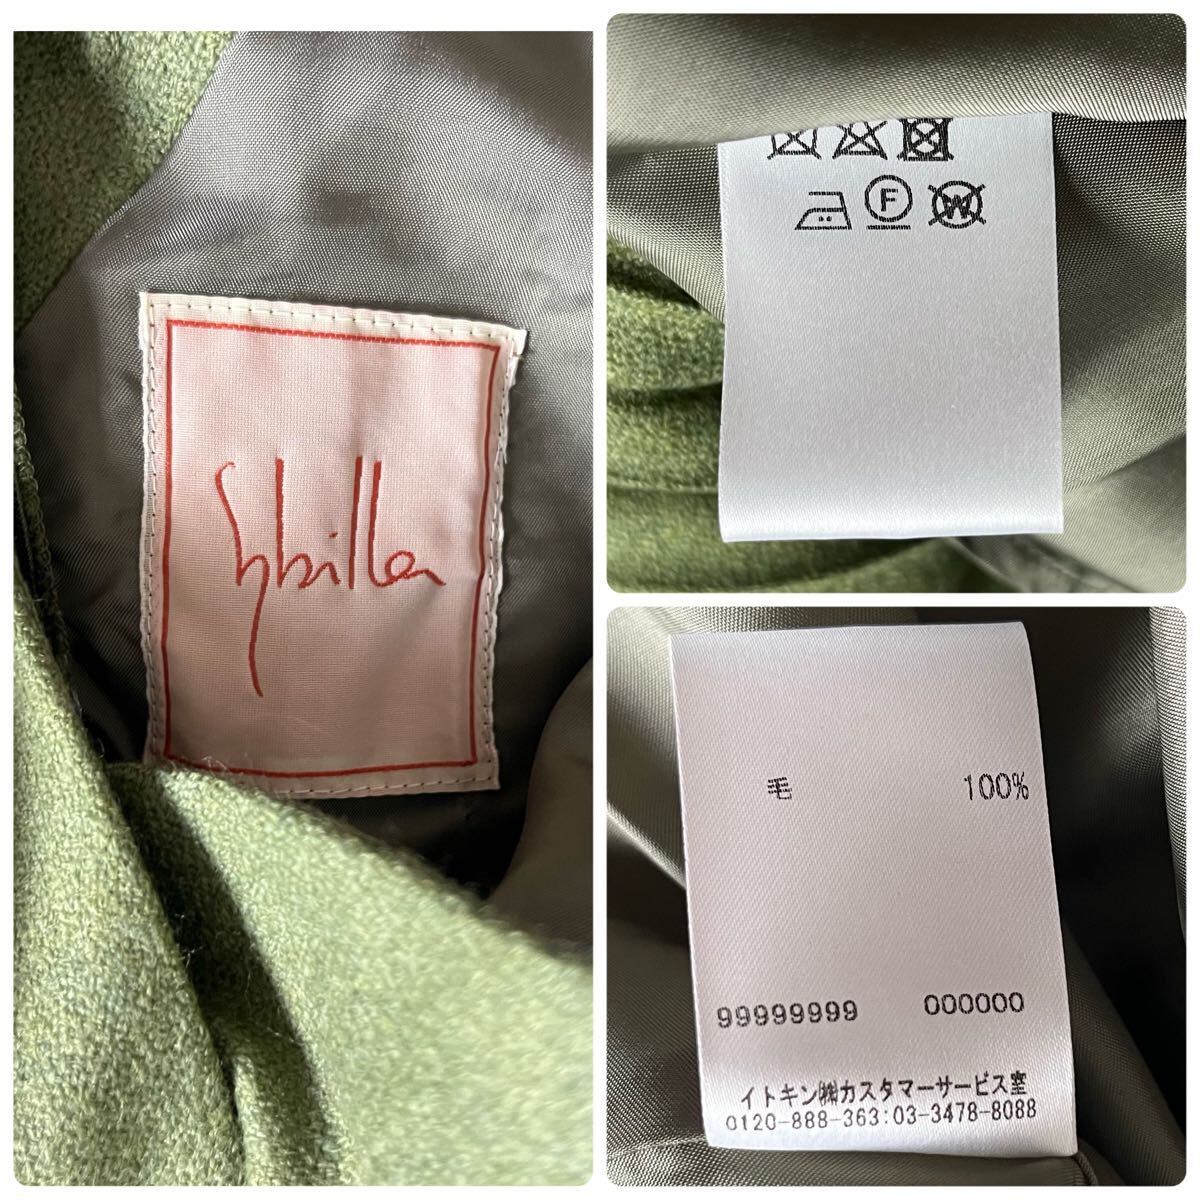 Sybilla
F
W
毛 100%
99999999 000000
イトキン㈱カスタマーサービス室
0120-888-363:03-3478-8088